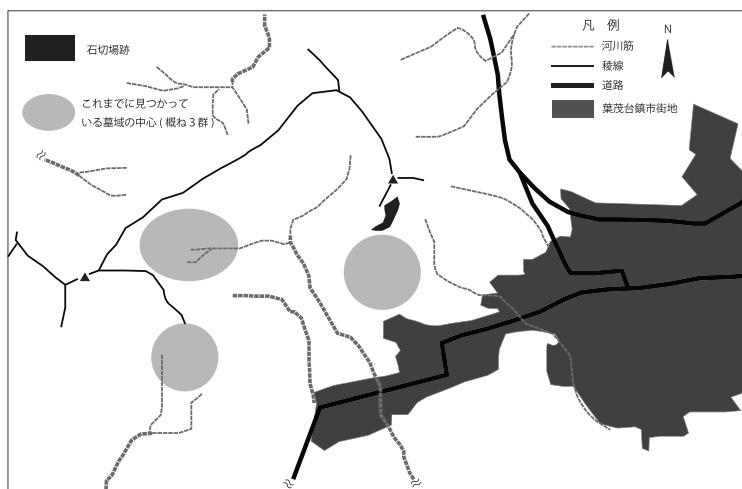 石切場跡
これまでに見つかって
いる墓域の中心 ( 概ね 3 群 )
凡 例
河川筋
稜線
道路
葉茂台鎮市街地
N